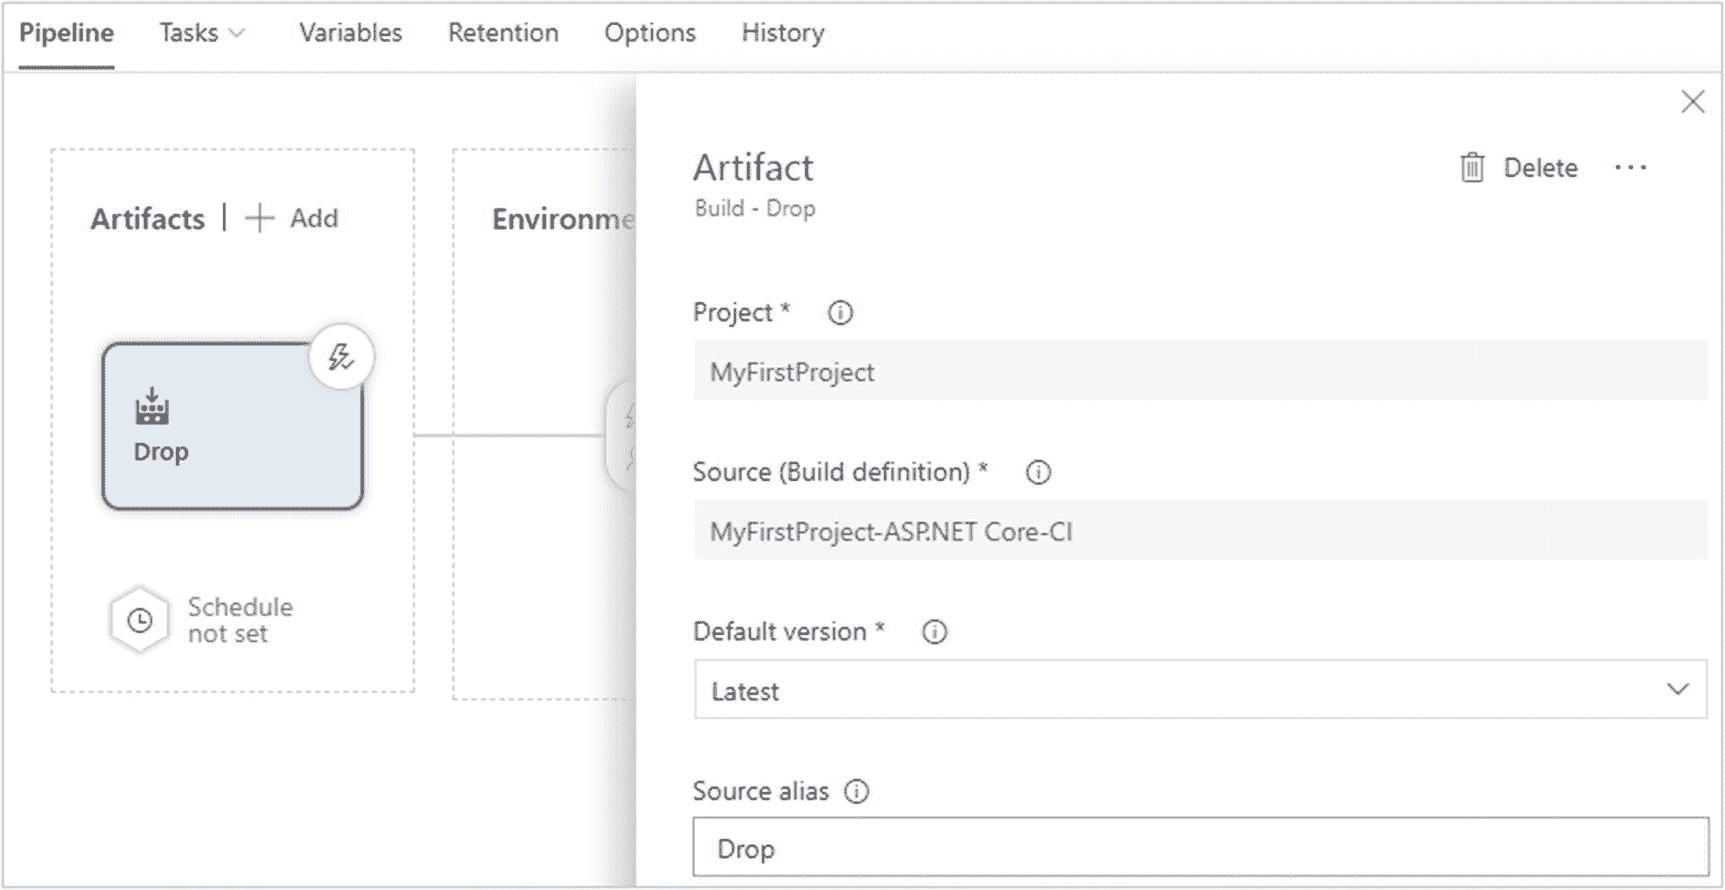 Pipeline Tasks Variables Retention Options History
Artifacts | + Add
Environme
Drop
Schedule
not set
Artifact
Delete ...
Build - Drop
Project *
MyFirstProject
Source (Build definition) *
MyFirstProject-ASP.NET Core-CI
Default version *
Latest
Source alias
Drop